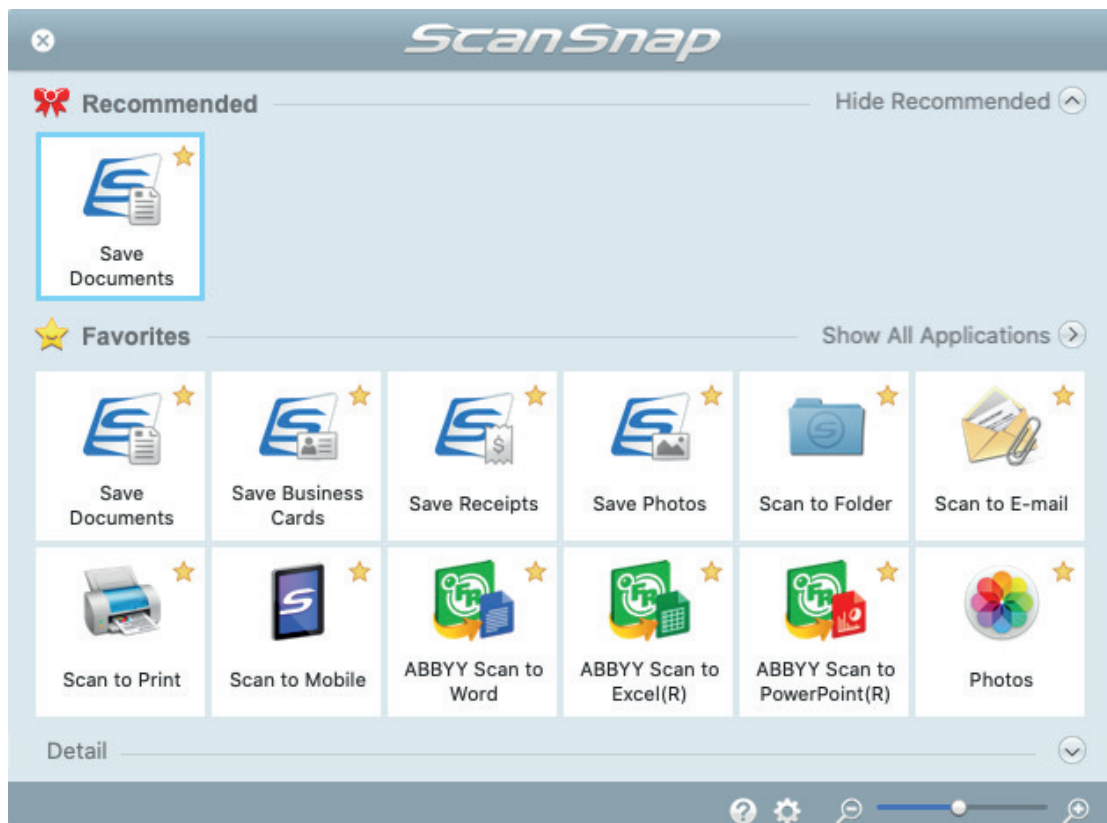 ScanSnap
Recommended
Hide Recommended
Save
Documents
Favorites
Show All Applications
Save
Documents
Save Business
Cards
Save Receipts
Save Photos
Scan to Folder
Scan to E-mail
Scan to Print
Scan to Mobile
ABBYY Scan to
Word
ABBYY Scan to
Excel(R)
ABBYY Scan to
PowerPoint(R)
Photos
Detail